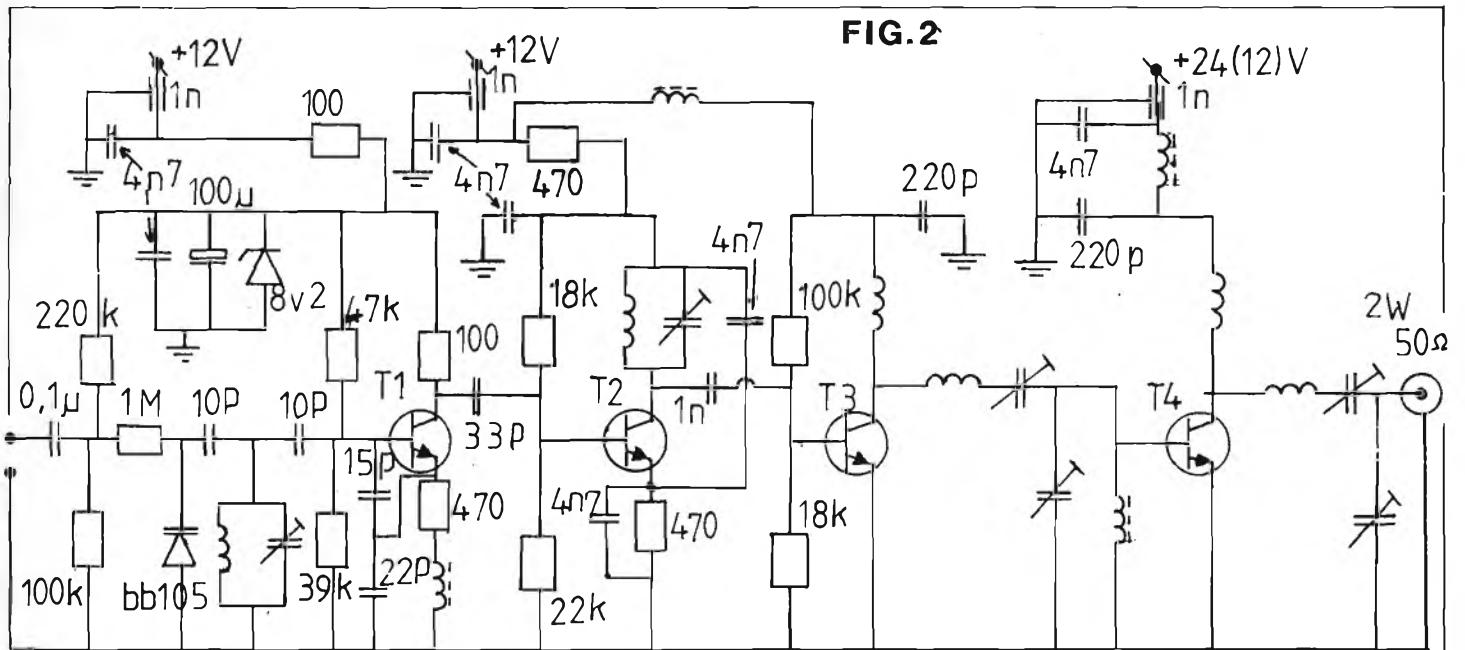 FIG.2
+12V
1n
+12V
1n
+24(12)V
1n
100
4n7
100μ
4n7
470
220p
4n7
220p
8v2
47k
220k
100
18k
4n7
100k
2W
50Ω
0,1μ
1M
10P
10P
T1
33p
T2
1n
T3
T4
15p
470
4n7
470
18k
100k
bb105
39k
22p
22k